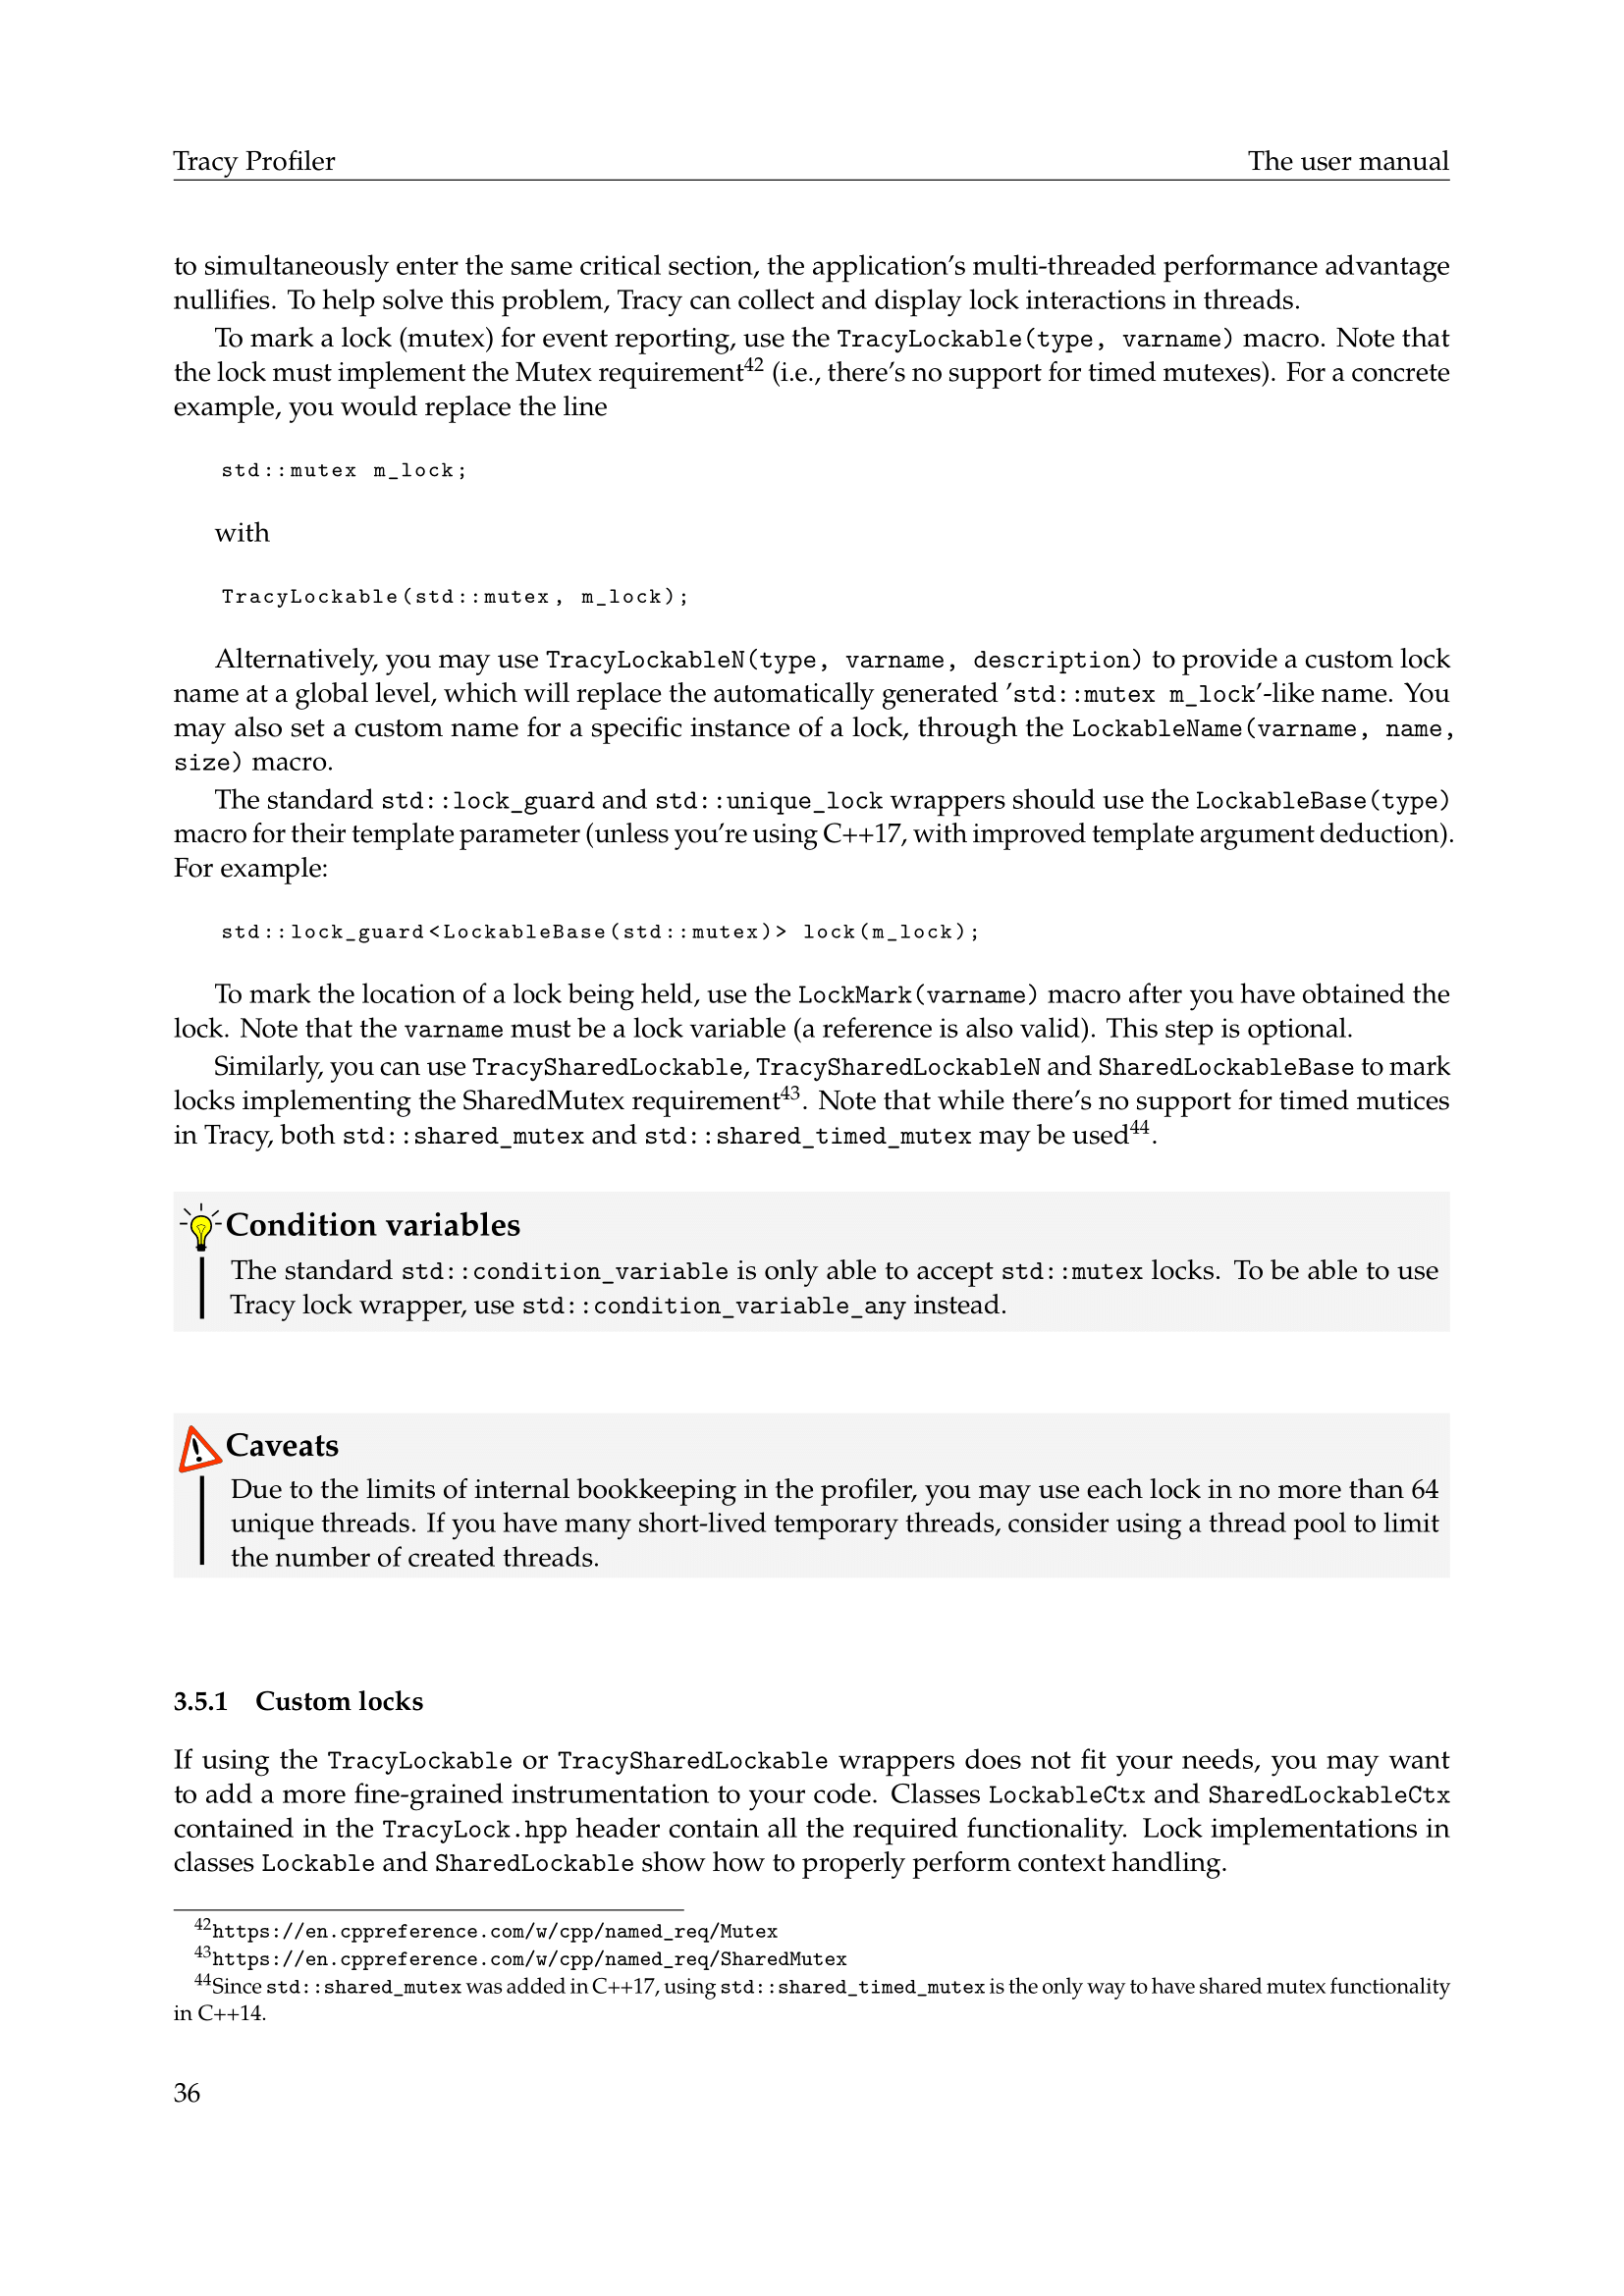 Tracy Profiler The user manual
to simultaneously enter the same critical section, the application’s multi-threaded performance advantage
nullifies. To help solve this problem, Tracy can collect and display lock interactions in threads.
To mark a lock (mutex) for event reporting, use the TracyLockable(type, varname) macro. Note that
the lock must implement the Mutex requirement42 (i.e., there’s no support for timed mutexes). For a concrete
example, you would replace the line
std::mutex m_lock;
with
TracyLockable(std::mutex, m_lock);
Alternatively, you may use TracyLockableN(type, varname, description) to provide a custom lock
name at a global level, which will replace the automatically generated ’std::mutex m_lock’-like name. You
may also set a custom name for a specific instance of a lock, through the LockableName(varname, name,
size) macro.
The standard std::lock_guard and std::unique_lock wrappers should use the LockableBase(type)
macro for their template parameter (unless you’re using C++17, with improved template argument deduction).
For example:
std::lock_guard<LockableBase(std::mutex)> lock(m_lock);
To mark the location of a lock being held, use the LockMark(varname) macro after you have obtained the
lock. Note that the varname must be a lock variable (a reference is also valid). This step is optional.
Similarly, you can use TracySharedLockable, TracySharedLockableN and SharedLockableBase to mark
locks implementing the SharedMutex requirement43. Note that while there’s no support for timed mutices
in Tracy, both std::shared_mutex and std::shared_timed_mutex may be used44.
Condition variables
The standard std::condition_variable is only able to accept std::mutex locks. To be able to use
Tracy lock wrapper, use std::condition_variable_any instead.
Caveats
Due to the limits of internal bookkeeping in the profiler, you may use each lock in no more than 64
unique threads. If you have many short-lived temporary threads, consider using a thread pool to limit
the number of created threads.
3.5.1 Custom locks
If using the TracyLockable or TracySharedLockable wrappers does not fit your needs, you may want
to add a more fine-grained instrumentation to your code. Classes LockableCtx and SharedLockableCtx
contained in the TracyLock.hpp header contain all the required functionality. Lock implementations in
classes Lockable and SharedLockable show how to properly perform context handling.
42https://en.cppreference.com/w/cpp/named_req/Mutex
43https://en.cppreference.com/w/cpp/named_req/SharedMutex
44Since std::shared_mutex was added in C++17, using std::shared_timed_mutex is the only way to have shared mutex functionality
in C++14.
36